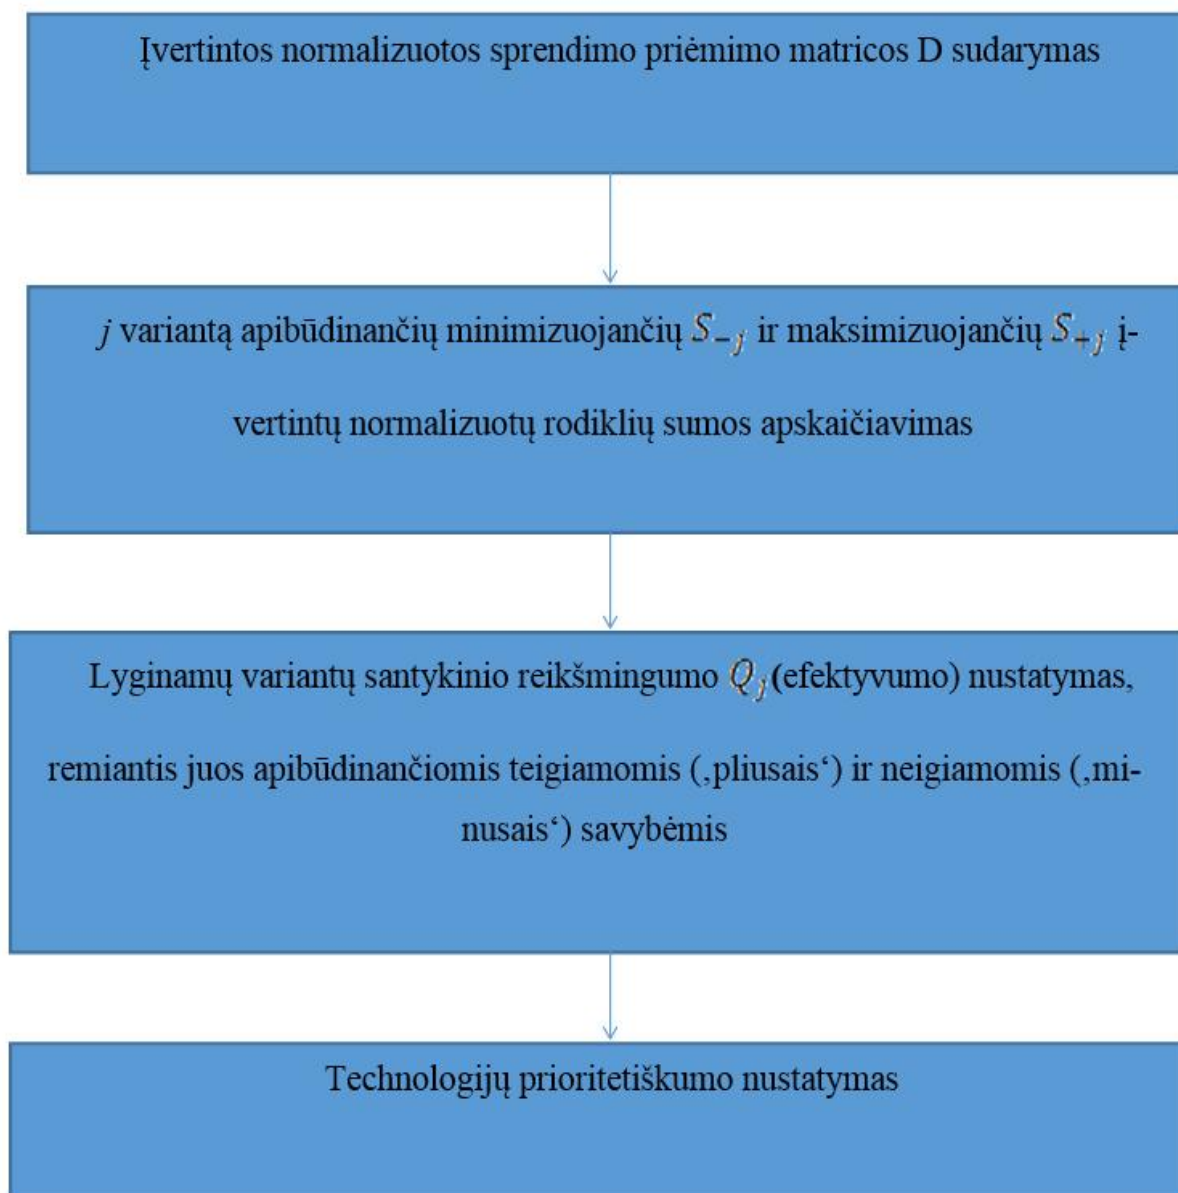 Įvertintos normalizuotos sprendimo priėmimo matricos D sudarymas
j variantą apibūdinančių minimizuojančių S₋ⱼ ir maksimizuojančių S₊ⱼ į-
vertintų normalizuotų rodiklių sumos apskaičiavimas
Lyginamų variantų santykinio reikšmingumo Qⱼ(efektyvumo) nustatymas,
remiantis juos apibūdinančiomis teigiamomis (‚pliusais‘) ir neigiamomis (‚mi-
nusais‘) savybėmis
Technologijų prioritetiškumo nustatymas